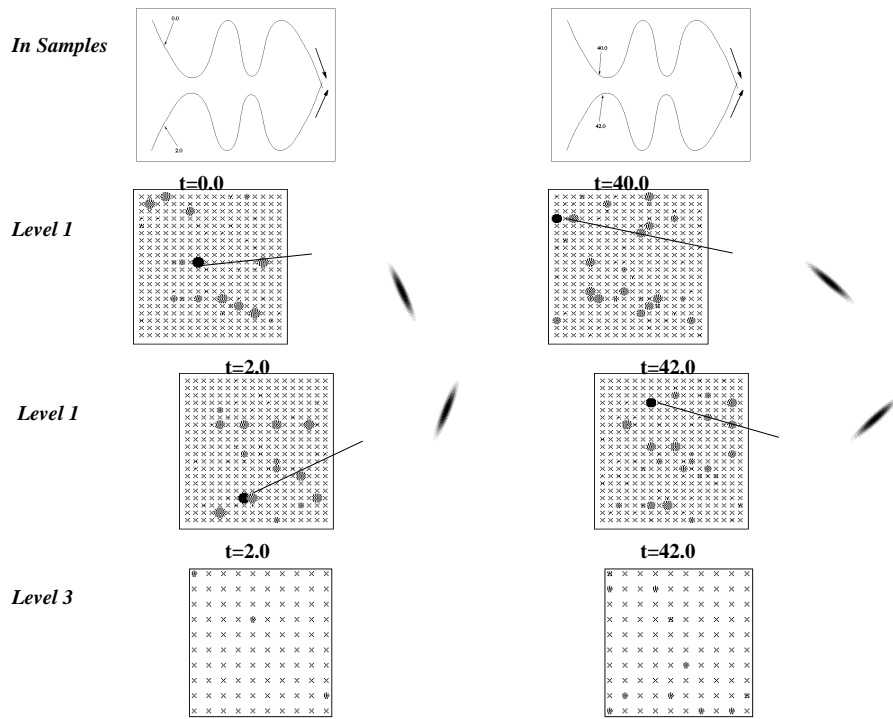 In Samples
0.0
2.0
40.0
42.0
t=0.0
t=40.0
Level 1
t=2.0
t=42.0
Level 1
t=2.0
t=42.0
Level 3